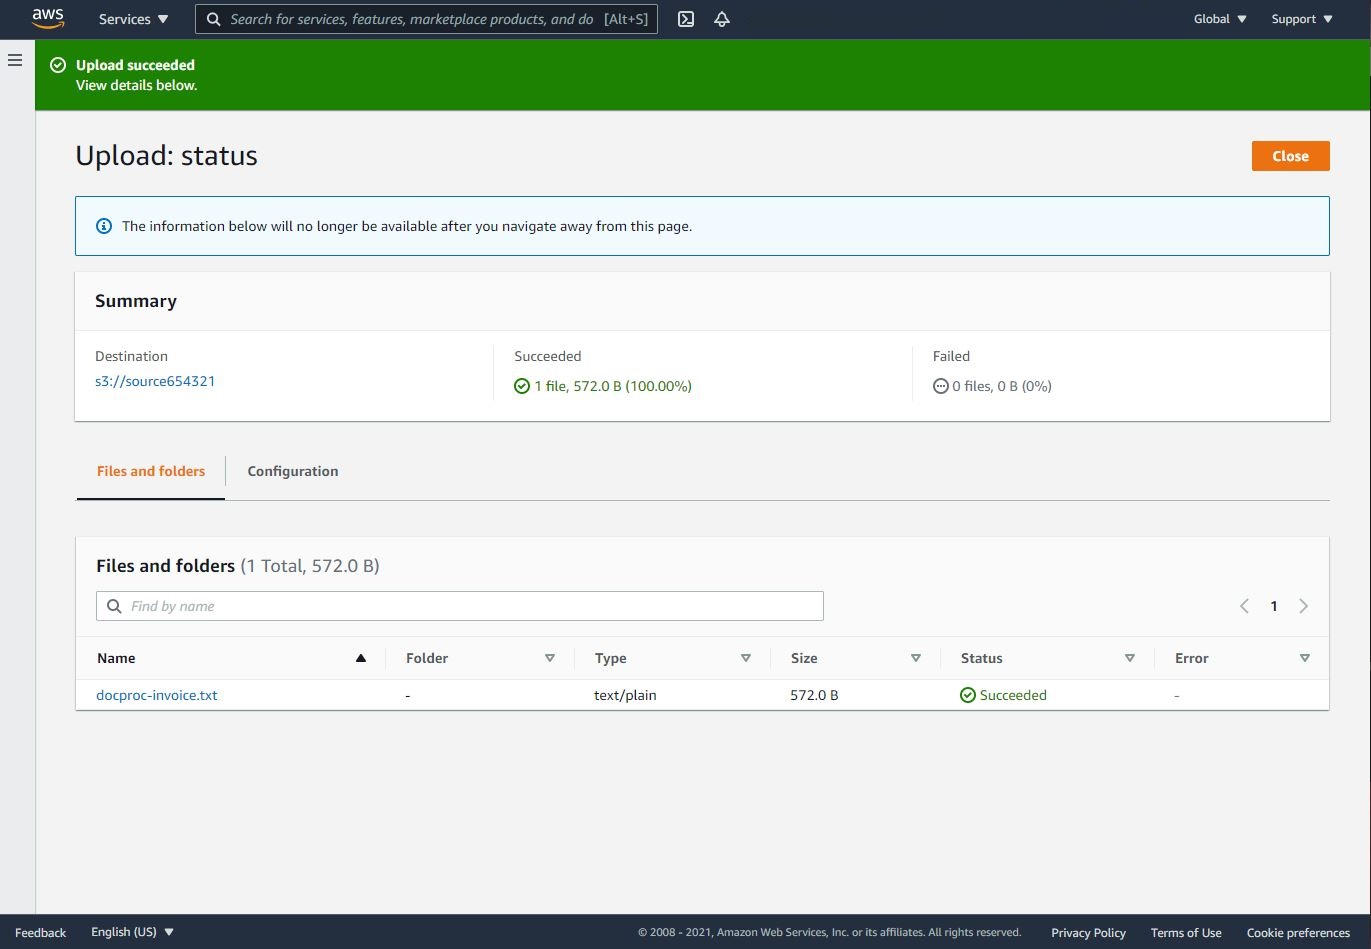 aws Services Search for services, features, marketplace products, and do [Alt+S] Global Support
Upload succeeded
View details below.
Upload: status
Close
The information below will no longer be available after you navigate away from this page.
Summary
Destination Succeeded Failed
s3://source654321 1 file, 572.0 B (100.00%) 0 files, 0 B (0%)
Files and folders Configuration
Files and folders (1 Total, 572.0 B)
Find by name 1
Name Folder Type Size Status Error
docproc-invoice.txt - text/plain 572.0 B Succeeded -
Feedback English (US) © 2008 - 2021, Amazon Web Services, Inc. or its affiliates. All rights reserved. Privacy Policy Terms of Use Cookie preferences